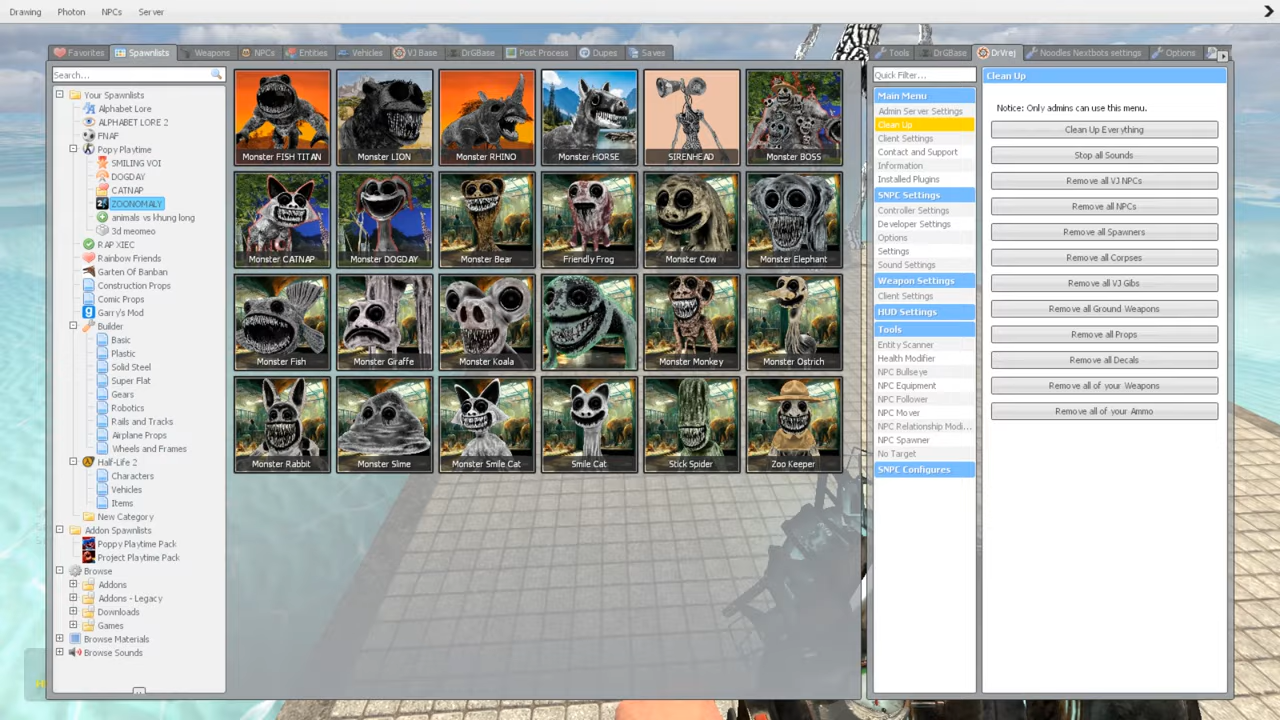 Drawing Photon NPCs Server
Favorites Spawnlists Weapons NPCs Entities Vehicles VJ Base DrGBase Post Process Dupes Saves
Search...
Your Spawnlists
Alphabet Lore
ALPHABET LORE 2
FNAF
Popy Playtime
SMILING VOI
DOGDAY
CATNAP
ZOONOMALY
animals vs khung long
3d meomeo
RAP XIEC
Rainbow Friends
Garten Of Banban
Construction Props
Comic Props
Garry's Mod
Builder
Basic
Plastic
Solid Steel
Super Flat
Gears
Robotics
Rails and Tracks
Airplane Props
Wheels and Frames
Half-Life 2
Characters
Vehicles
Items
New Category
Addon Spawnlists
Poppy Playtime Pack
Project Playtime Pack
Browse
Addons
Addons - Legacy
Downloads
Games
Browse Materials
Browse Sounds
Monster FISH TITAN Monster LION Monster RHINO Monster HORSE SIRENHEAD Monster BOSS
Monster CATNAP Monster DOGDAY Monster Bear Friendly Frog Monster Cow Monster Elephant
Monster Fish Monster Giraffe Monster Koala Monster Monkey Monster Ostrich
Monster Rabbit Monster Slime Monster Smile Cat Smile Cat Stick Spider Zoo Keeper
Tools DrGBase DrVrej Noodles Nextbots settings Options
Quick Filter...
Main Menu
Admin Server Settings
Clean Up
Client Settings
Contact and Support
Information
Installed Plugins
SNPC Settings
Controller Settings
Developer Settings
Options
Settings
Sound Settings
Weapon Settings
Client Settings
HUD Settings
Tools
Entity Scanner
Health Modifier
NPC Bullseye
NPC Equipment
NPC Follower
NPC Mover
NPC Relationship Modi...
NPC Spawner
No Target
SNPC Configures
Clean Up
Notice: Only admins can use this menu.
Clean Up Everything
Stop all Sounds
Remove all VJ NPCs
Remove all NPCs
Remove all Spawners
Remove all Corpses
Remove all VJ Gibs
Remove all Ground Weapons
Remove all Props
Remove all Decals
Remove all of your Weapons
Remove all of your Ammo